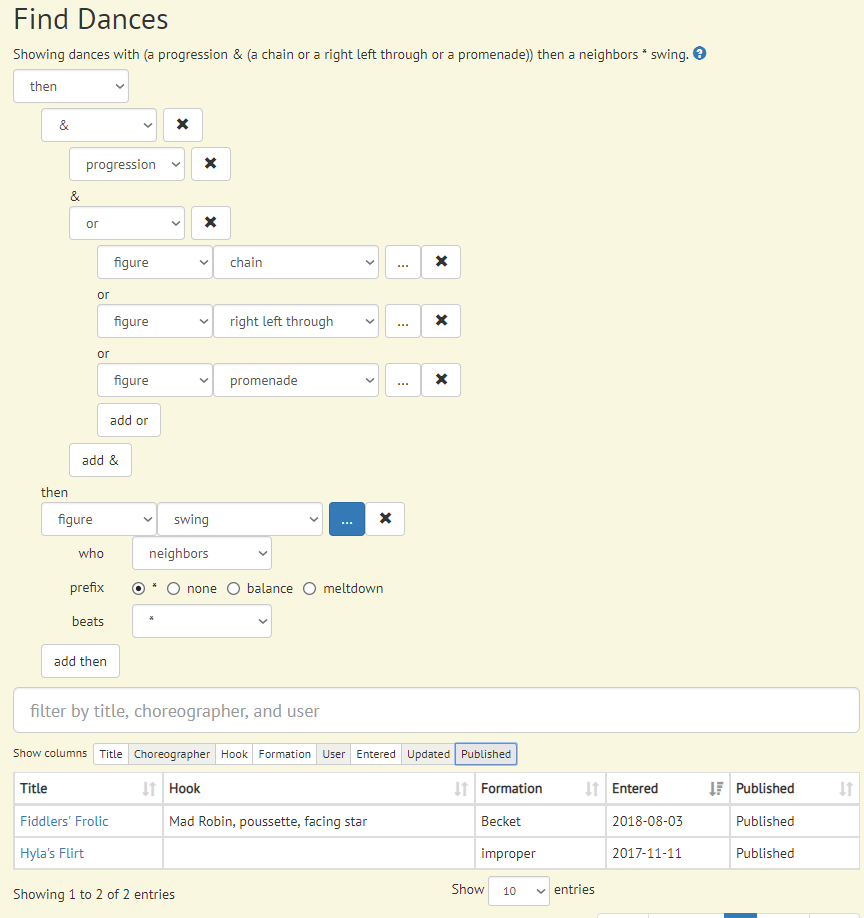 Find Dances
Showing dances with (a progression & (a chain or a right left through or a promenade)) then a neighbors * swing. ?
then
& ✖
progression ✖
&
or ✖
figure chain ... ✖
or
figure right left through ... ✖
or
figure promenade ... ✖
add or
add &
then
figure swing ... ✖
who neighbors
prefix * none balance meltdown
beats *
add then
filter by title, choreographer, and user
Show columns Title Choreographer Hook Formation User Entered Updated Published
Title Hook Formation Entered Published
Fiddlers' Frolic Mad Robin, poussette, facing star Becket 2018-08-03 Published
Hyla's Flirt improper 2017-11-11 Published
Showing 1 to 2 of 2 entries Show 10 entries